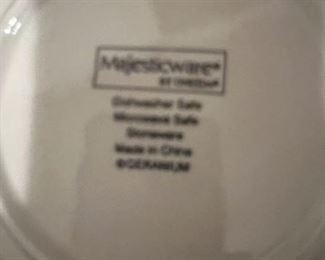 Majesticware®
BY ONEIDA®
Dishwasher Safe
Microwave Safe
Stoneware
Made in China
©GERANIUM